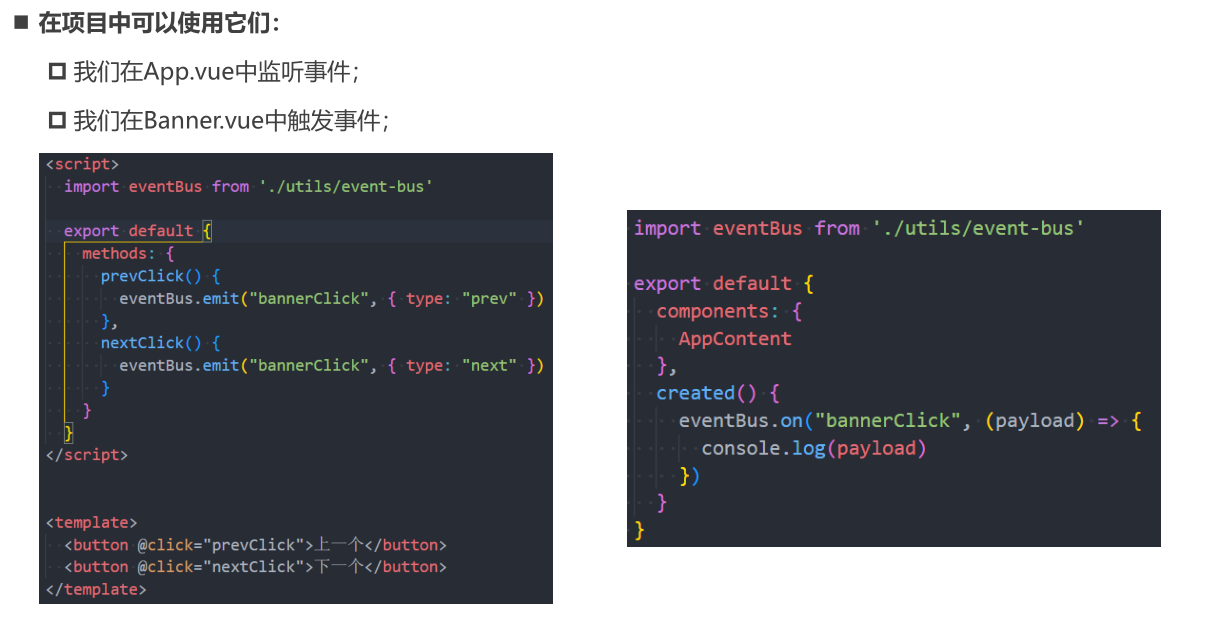 ■ 在项目中可以使用它们：
我们在App.vue中监听事件；
我们在Banner.vue中触发事件；
<script>
import eventBus from './utils/event-bus'
export default {
methods: {
prevClick() {
eventBus.emit("bannerClick", { type: "prev" })
},
nextClick() {
eventBus.emit("bannerClick", { type: "next" })
}
}
}
</script>
<template>
<button @click="prevClick">上一个</button>
<button @click="nextClick">下一个</button>
</template>
import eventBus from './utils/event-bus'
export default {
components: {
AppContent
},
created() {
eventBus.on("bannerClick", (payload) => {
console.log(payload)
})
}
}